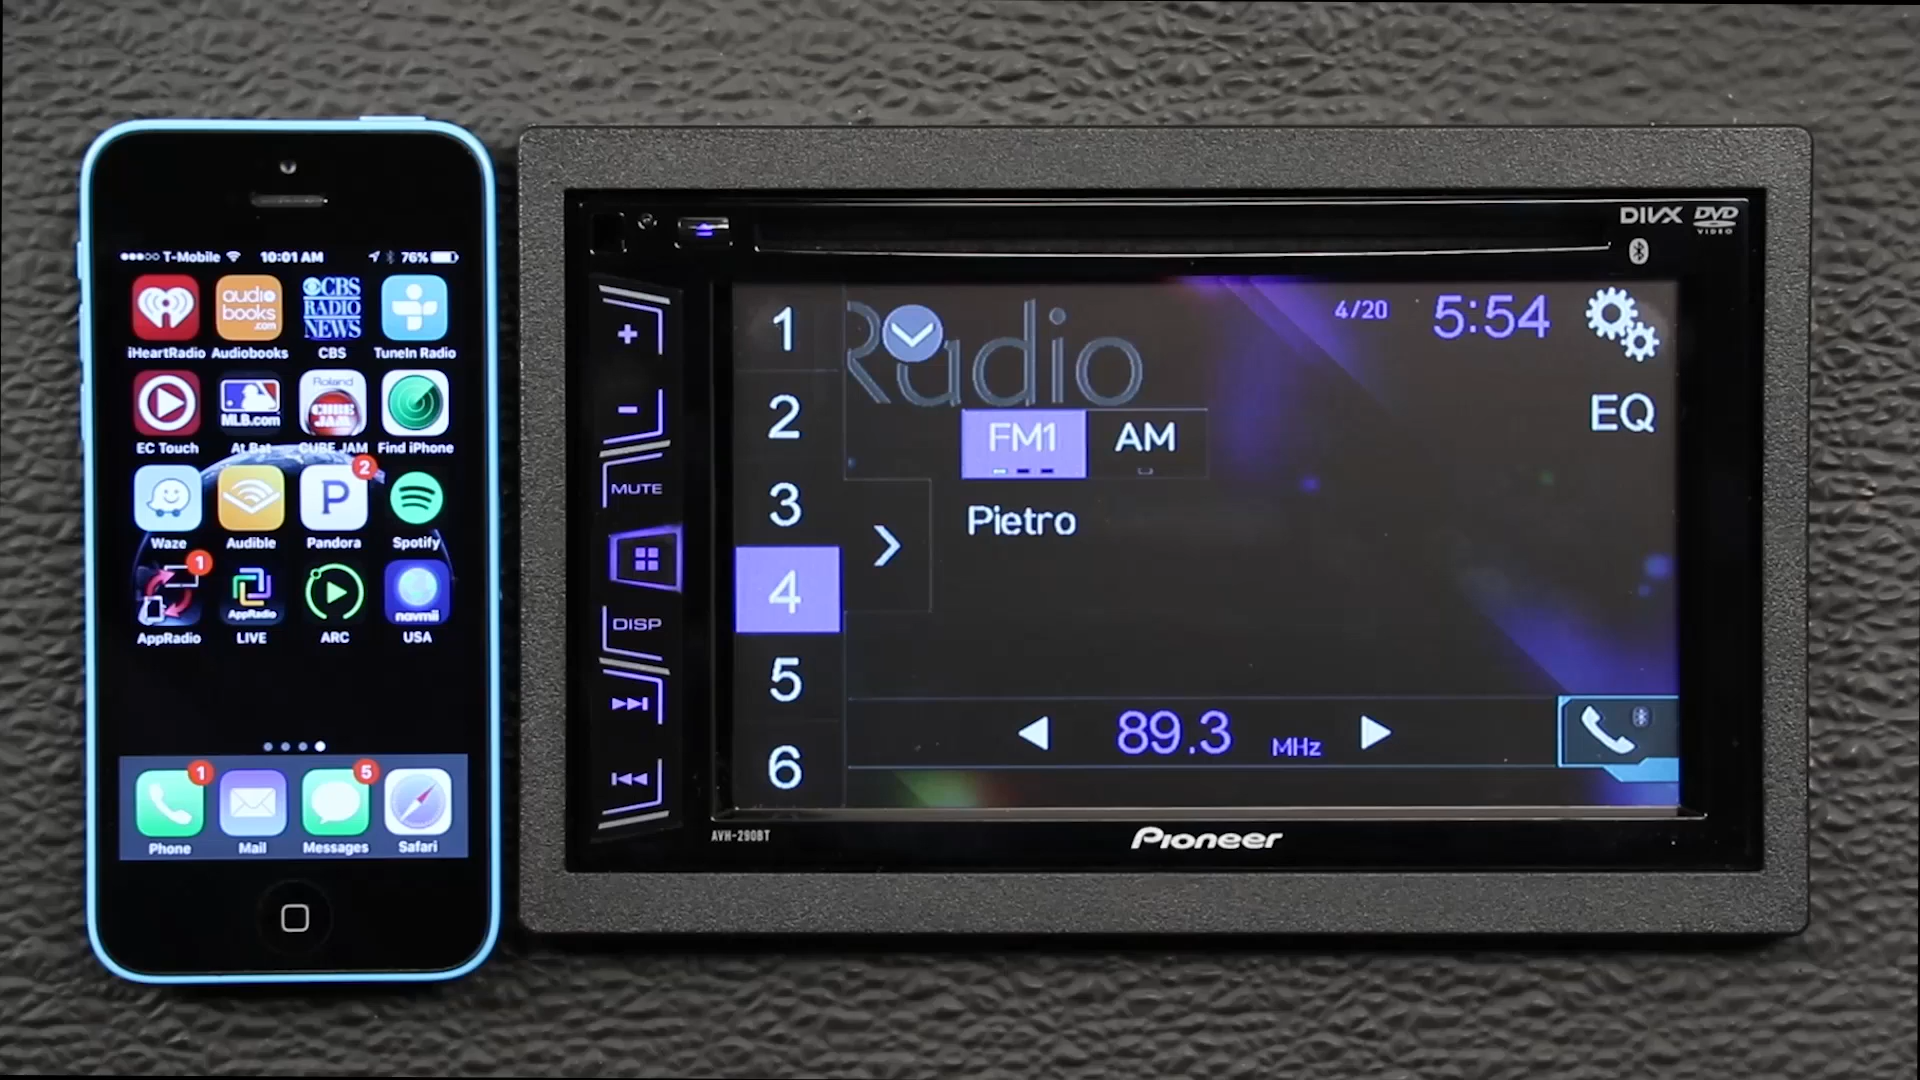 T-Mobile 10:01 AM 76%
iHeartRadio Audiobooks CBS TuneIn Radio
audio
books
.com
CBS
RADIO
NEWS
EC Touch At Bat CUBE JAM Find iPhone
MLB.com
Roland
CUBE
JAM
Waze Audible Pandora Spotify
P
2
AppRadio LIVE ARC USA
1
AppRadio
navmii
Phone Mail Messages Safari
1
5
DIVX DVD
VIDEO
+
-
MUTE
DISP
1
2
3
4
5
6
Radio
4/20 5:54
EQ
FM1 AM
Pietro
89.3 MHz
AVH-290BT
Pioneer